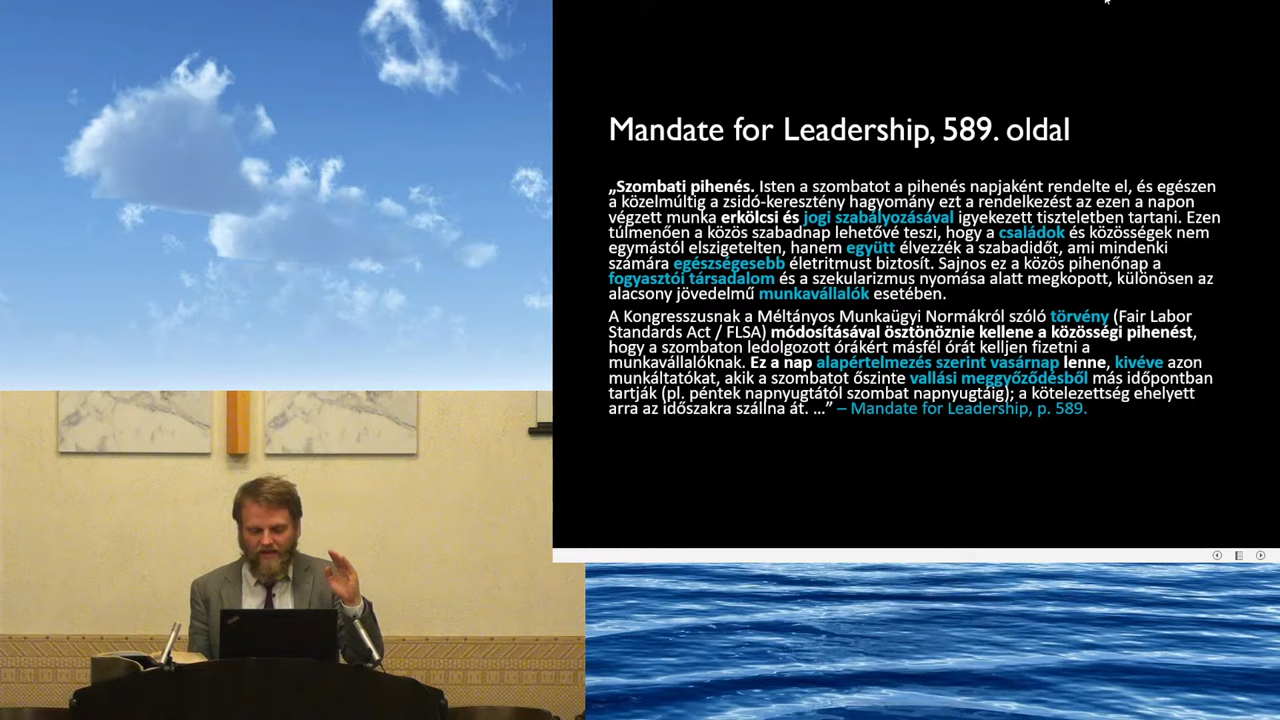 Mandate for Leadership, 589. oldal
„Szombati pihenés. Isten a szombatot a pihenés napjaként rendelte el, és egészen
a közelmúltig a zsidó-keresztény hagyomány ezt a rendelkezést az ezen a napon
végzett munka erkölcsi és jogi szabályozásával igyekezett tiszteletben tartani. Ezen
túlmenően a közös szabadnap lehetővé teszi, hogy a családok és közösségek nem
egymástól elszigetelten, hanem együtt élvezzék a szabadidőt, ami mindenki
számára egészségesebb életritmust biztosít. Sajnos ez a közös pihenőnap a
fogyasztói társadalom és a szekularizmus nyomása alatt megkopott, különösen az
alacsony jövedelmű munkavállalók esetében.
A Kongresszusnak a Méltányos Munkaügyi Normákról szóló törvény (Fair Labor
Standards Act / FLSA) módosításával ösztönöznie kellene a közösségi pihenést,
hogy a szombaton ledolgozott órákért másfél órát kelljen fizetni a
munkavállalóknak. Ez a nap alapértelmezés szerint vasárnap lenne, kivéve azon
munkáltatókat, akik a szombatot őszinte vallási meggyőződésből más időpontban
tartják (pl. péntek napnyugtától szombat napnyugtáig); a kötelezettség ehelyett
arra az időszakra szállna át. …” – Mandate for Leadership, p. 589.